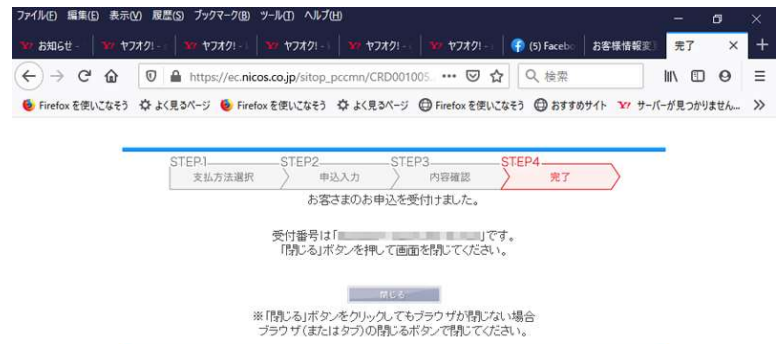 ファイル(F) 編集(E) 表示(V) 履歴(S) ブックマーク(B) ツール(T) ヘルプ(H)
お知らせ - ヤフオク! - ヤフオク! - ヤフオク! - ヤフオク! - ヤフオク! - (5) Facebo お客様情報変 完了
https://ec.nicos.co.jp/sitop_pccmn/CRD001005. 検索
Firefox を使いこなそう よく見るページ Firefox を使いこなそう よく見るページ Firefox を使いこなそう おすすめサイト サーバーが見つかりません...
STEP.1 STEP2 STEP3 STEP4
支払方法選択 申込入力 内容確認 完了
お客さまのお申込を受付けました。
受付番号は「 」です。
「閉じる」ボタンを押して画面を閉じてください。
閉じる
※「閉じる」ボタンをクリックしてもブラウザが閉じない場合
ブラウザ(またはタブ)の閉じるボタンで閉じてください。